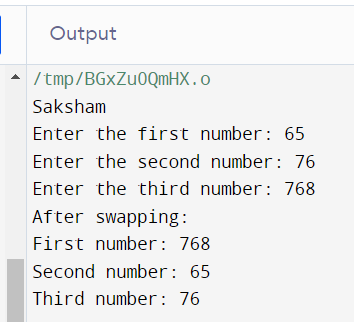 Output
/tmp/BGxZu0QmHX.o
Saksham
Enter the first number: 65
Enter the second number: 76
Enter the third number: 768
After swapping:
First number: 768
Second number: 65
Third number: 76